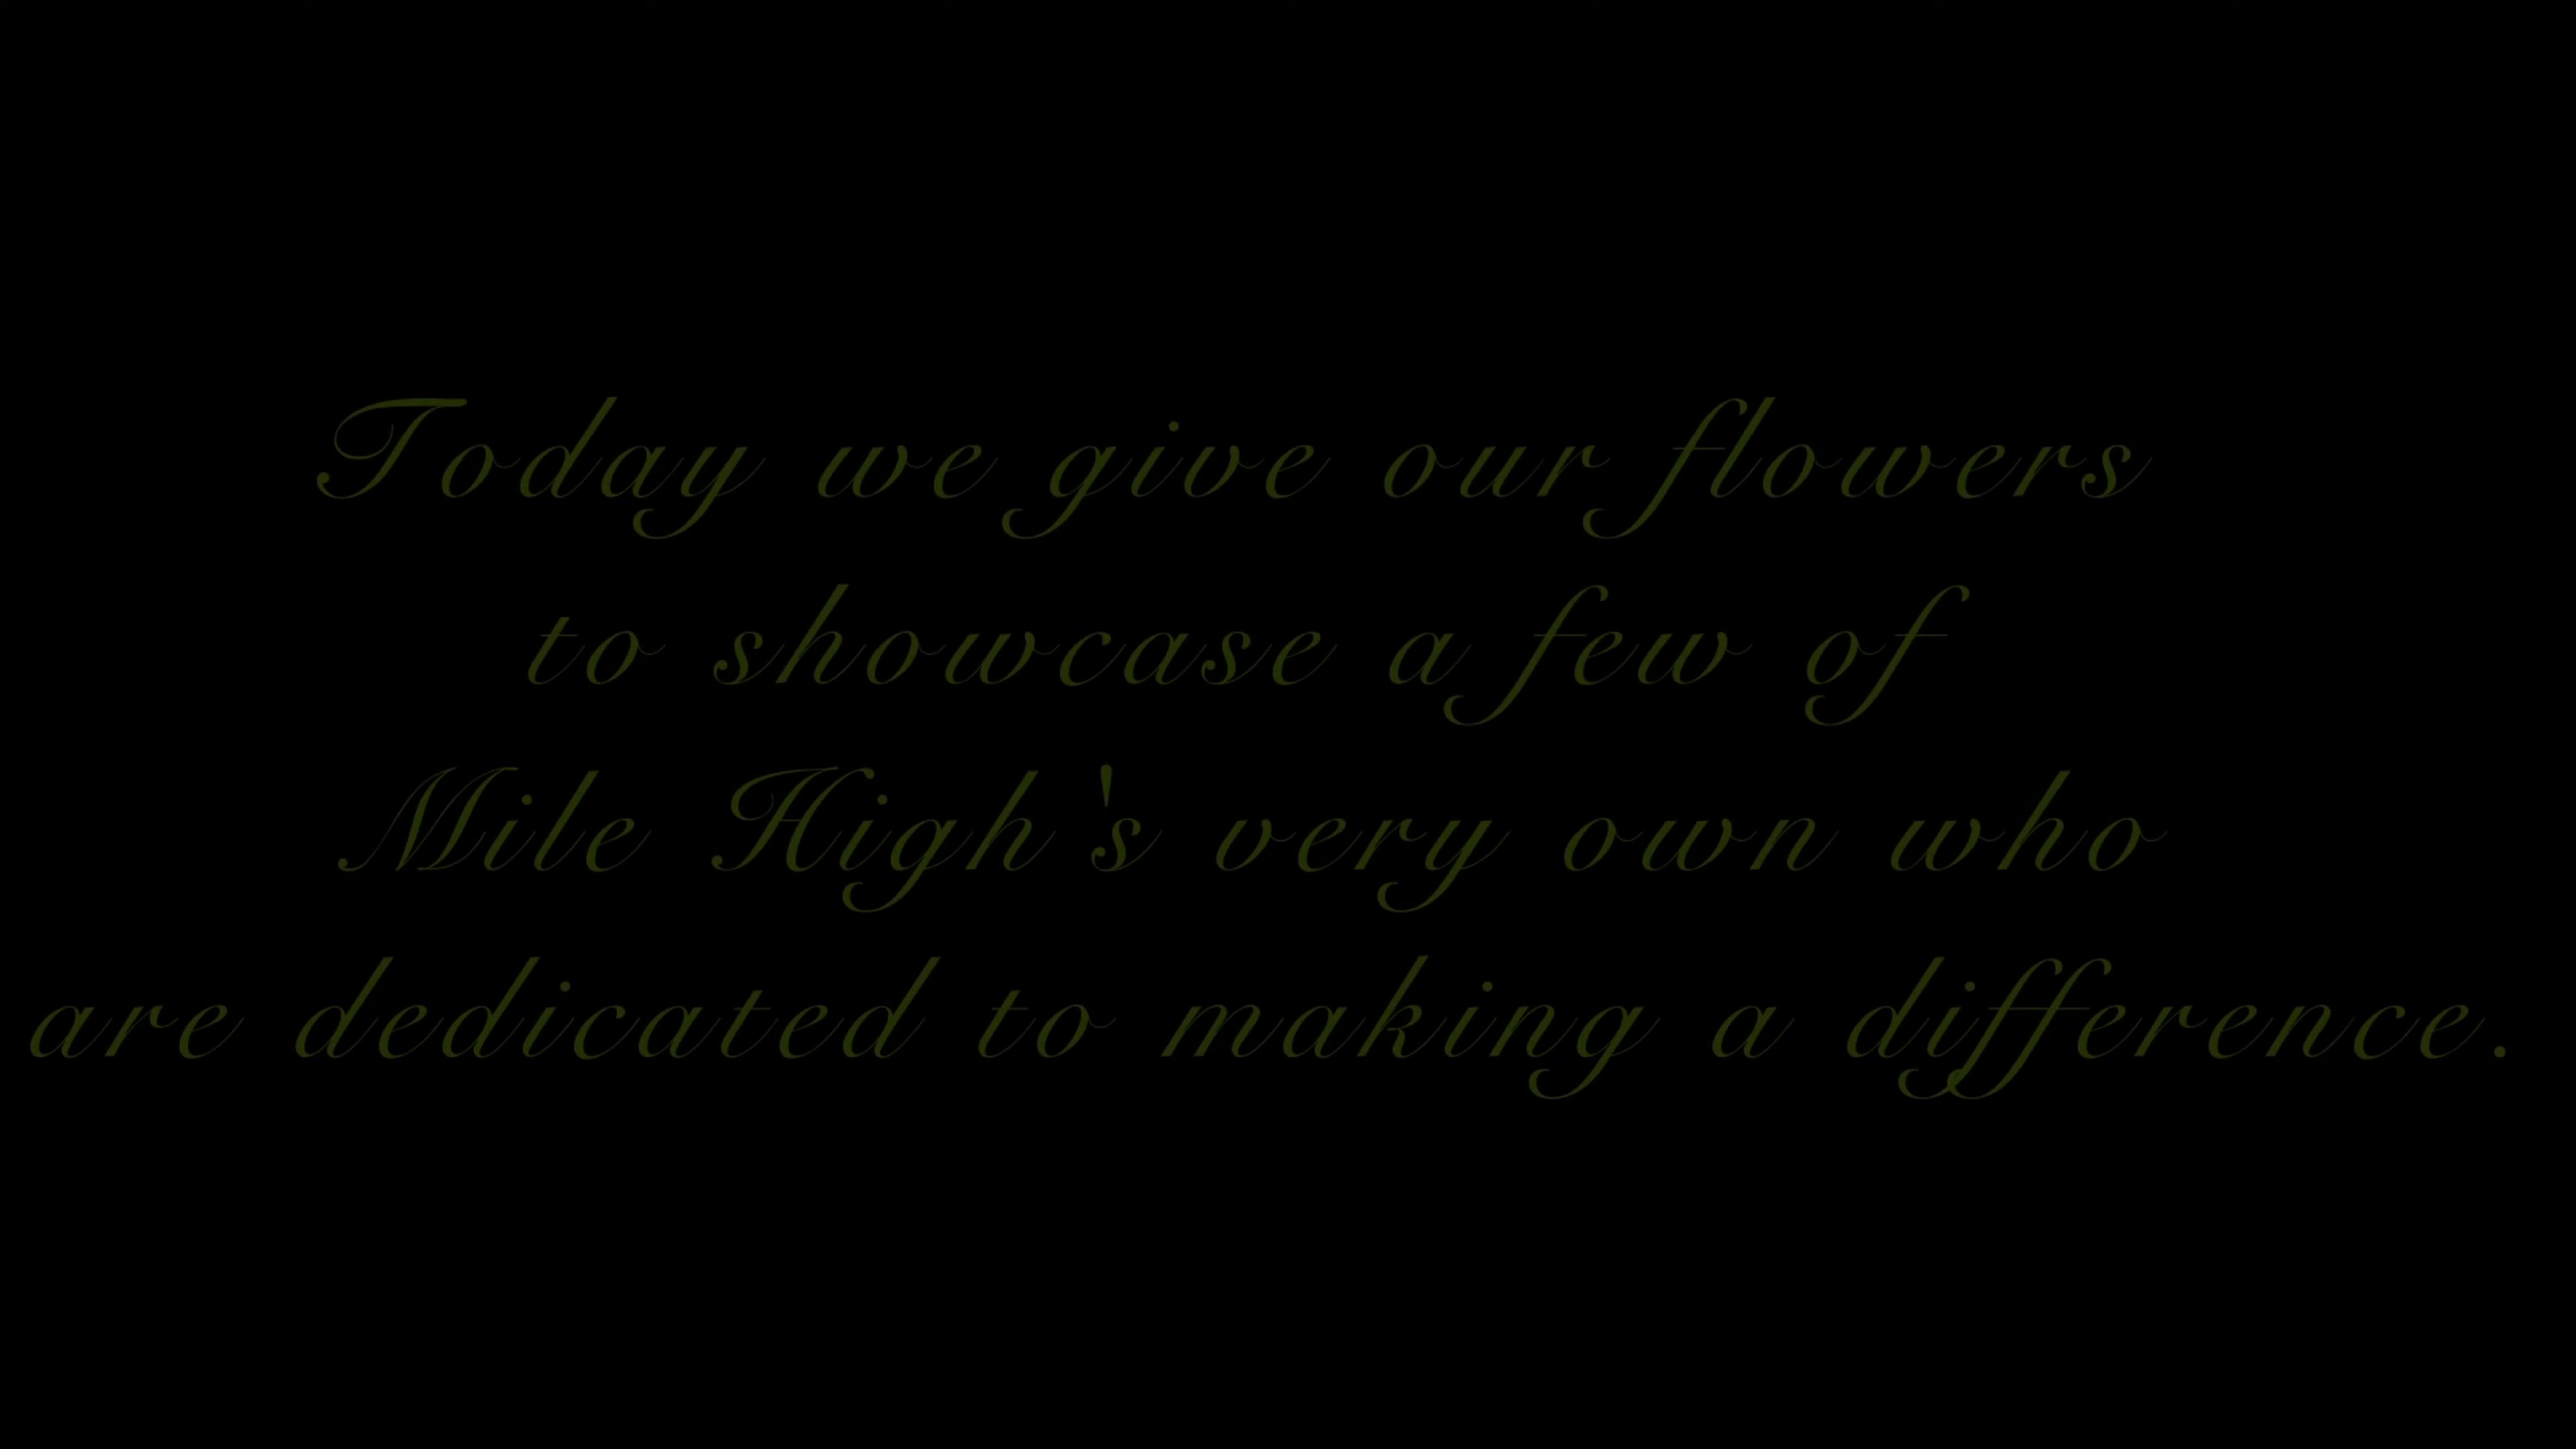 Today we give our flowers
to showcase a few of
Mile High's very own who
are dedicated to making a difference.